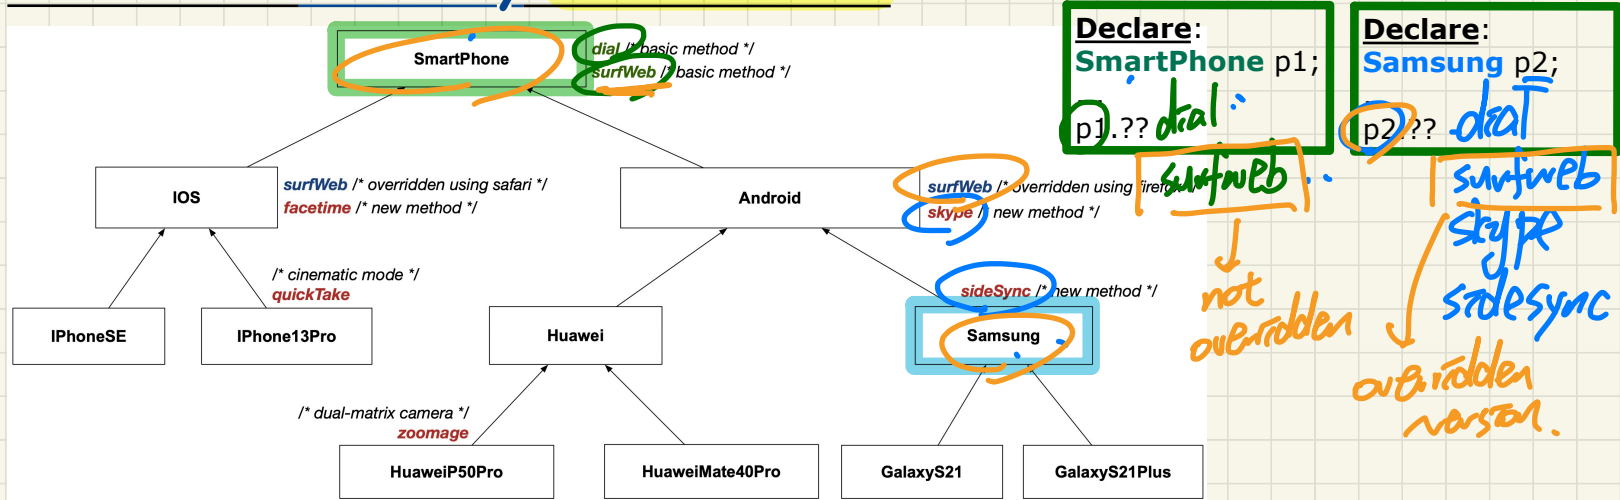 SmartPhone
dial /* basic method */
surfWeb /* basic method */
IOS
surfWeb /* overridden using safari */
facetime /* new method */
Android
surfWeb /* overridden using firefox
skype /* new method */
/* cinematic mode */
quickTake
sideSync /* new method */
IPhoneSE
IPhone13Pro
Huawei
Samsung
/* dual-matrix camera */
zoomage
HuaweiP50Pro
HuaweiMate40Pro
GalaxyS21
GalaxyS21Plus
Declare:
SmartPhone p1;
p1.?? dial
surfweb
not
overridden
Declare:
Samsung p2;
p2.?? dial
surfweb
skype
sidesync
overridden
version.